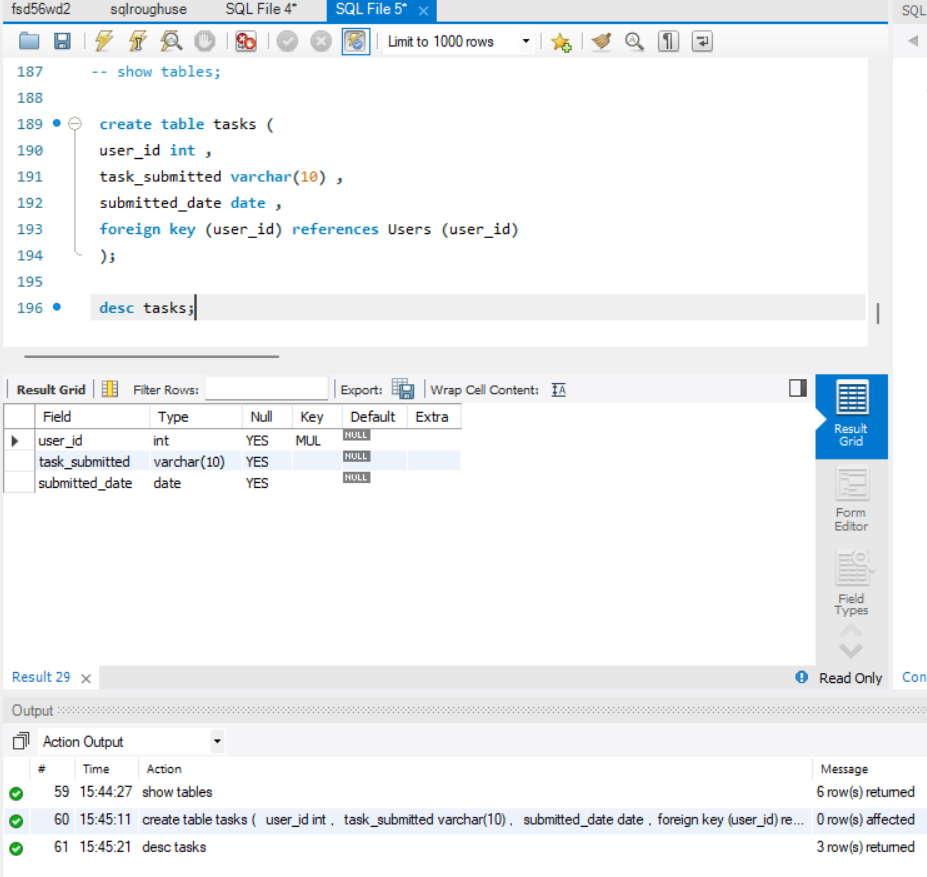 fsd56wd2 sqlroughuse SQL File 4* SQL File 5* × SQL
Limit to 1000 rows
187 -- show tables;
188
189 create table tasks (
190 user_id int ,
191 task_submitted varchar(10) ,
192 submitted_date date ,
193 foreign key (user_id) references Users (user_id)
194 );
195
196 desc tasks;
Result Grid Filter Rows: Export: Wrap Cell Content: IA
Field Type Null Key Default Extra
user_id int YES MUL NULL
task_submitted varchar(10) YES NULL
submitted_date date YES NULL
Result
Grid
Form
Editor
Field
Types
Result 29 × Read Only Con
Output
Action Output
# Time Action Message
59 15:44:27 show tables 6 row(s) returned
60 15:45:11 create table tasks ( user_id int , task_submitted varchar(10) , submitted_date date , foreign key (user_id) re... 0 row(s) affected
61 15:45:21 desc tasks 3 row(s) returned